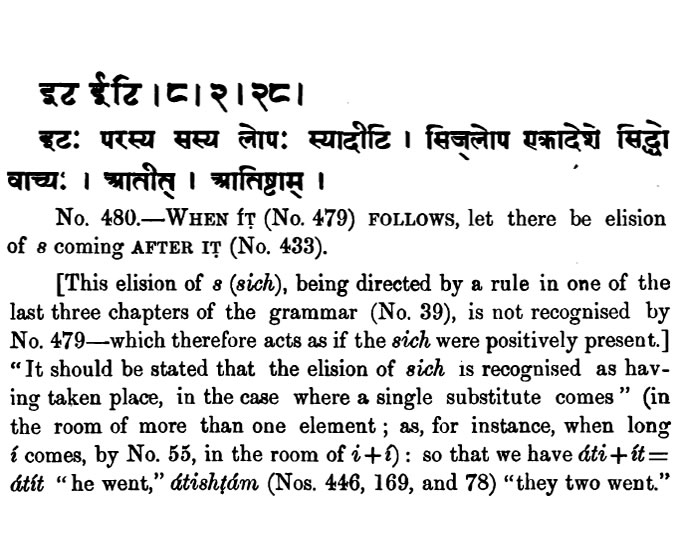 इट ईटि । ८ । २ । २८ ।
इटः परस्य सस्य लोपः स्यादीटि । सिज्लोप एकादेशे सिद्धो
वाच्यः । आतीत् । आतिष्टाम् ।
No. 480.—WHEN ÍṬ (No. 479) FOLLOWS, let there be elision
of s coming AFTER IṬ (No. 433).
[This elision of s (sich), being directed by a rule in one of the
last three chapters of the grammar (No. 39), is not recognised by
No. 479—which therefore acts as if the sich were positively present.]
“It should be stated that the elision of sich is recognised as hav-
ing taken place, in the case where a single substitute comes” (in
the room of more than one element ; as, for instance, when long
í comes, by No. 55, in the room of i+í) : so that we have áti+ít=
átít “he went,” átishṭám (Nos. 446, 169, and 78) “they two went.”